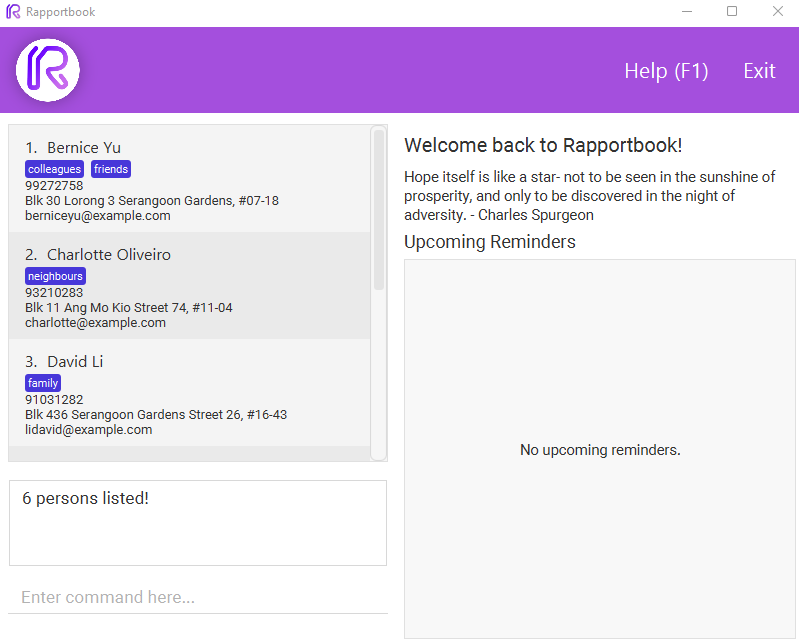 Rapportbook
Help (F1)
Exit
1. Bernice Yu
colleagues friends
99272758
Blk 30 Lorong 3 Serangoon Gardens, #07-18
berniceyu@example.com
2. Charlotte Oliveiro
neighbours
93210283
Blk 11 Ang Mo Kio Street 74, #11-04
charlotte@example.com
3. David Li
family
91031282
Blk 436 Serangoon Gardens Street 26, #16-43
lidavid@example.com
6 persons listed!
Enter command here...
Welcome back to Rapportbook!
Hope itself is like a star- not to be seen in the sunshine of
prosperity, and only to be discovered in the night of
adversity. - Charles Spurgeon
Upcoming Reminders
No upcoming reminders.